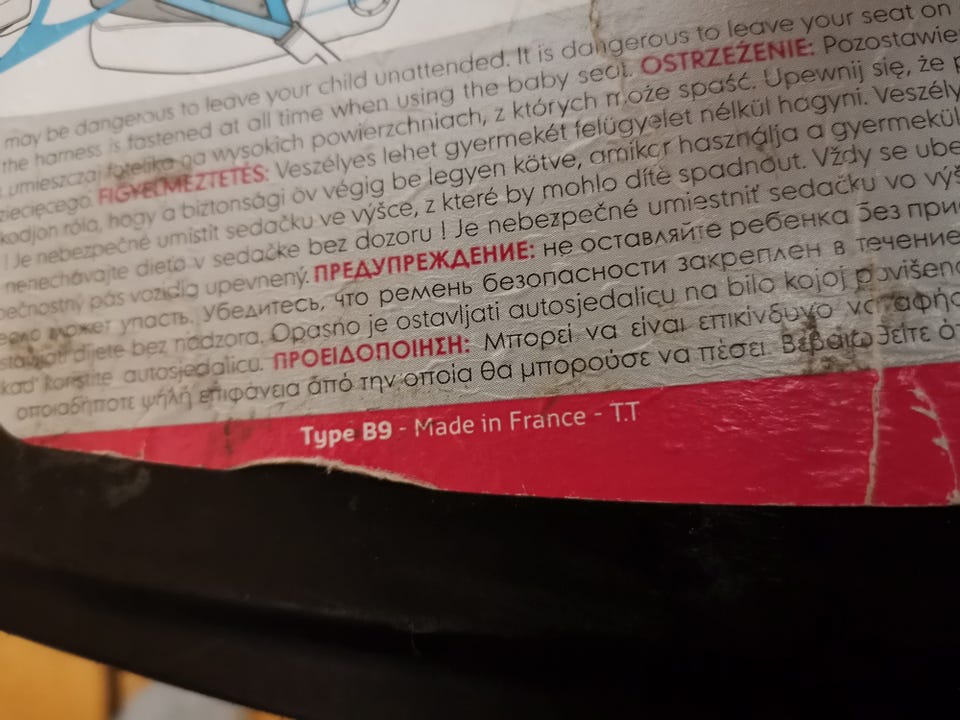 may be dangerous to leave your child unattended. It is dangerous to leave your seat on
the harness is fastened at all time when using the baby seat. OSTRZEŻENIE: Pozostawie
umieszczaj fotelika na wysokich powierzchniach, z których może spaść. Upewnij się, że
ziecięcego. FIGYELMEZTETÉS: Veszélyes lehet gyermekét felügyelet nélkül hagyni. Veszély
kodjon róla, hogy a biztonsági öv végig be legyen kötve, amikor használja a gyermekül
! Je nebezpečné umístit sedačku ve výšce, z které by mohlo dítě spadnout. Vždy se ube
nenechávajte dieťa v sedačke bez dozoru ! Je nebezpečné umiestniť sedačku vo výš
pečnostný pás vozidla upevnený. ПРЕДУПРЕЖДЕНИЕ: не оставляйте ребенка без при
может упасть. Убедитесь, что ремень безопасности закреплен в течение
dijete bez nadzora. Opasno je ostavljati autosjedalicu na bilo kojoj povišeno
kad koristite autosjedalicu. ΠΡΟΕΙΔΟΠΟΙΗΣΗ: Μπορεί να είναι επικίνδυνο να αφήσ
οποιαδήποτε ψηλή επιφάνεια άπό την οποία θα μπορούσε να πέσει. Βεβαιωθείτε ό
Type B9 - Made in France - T.T